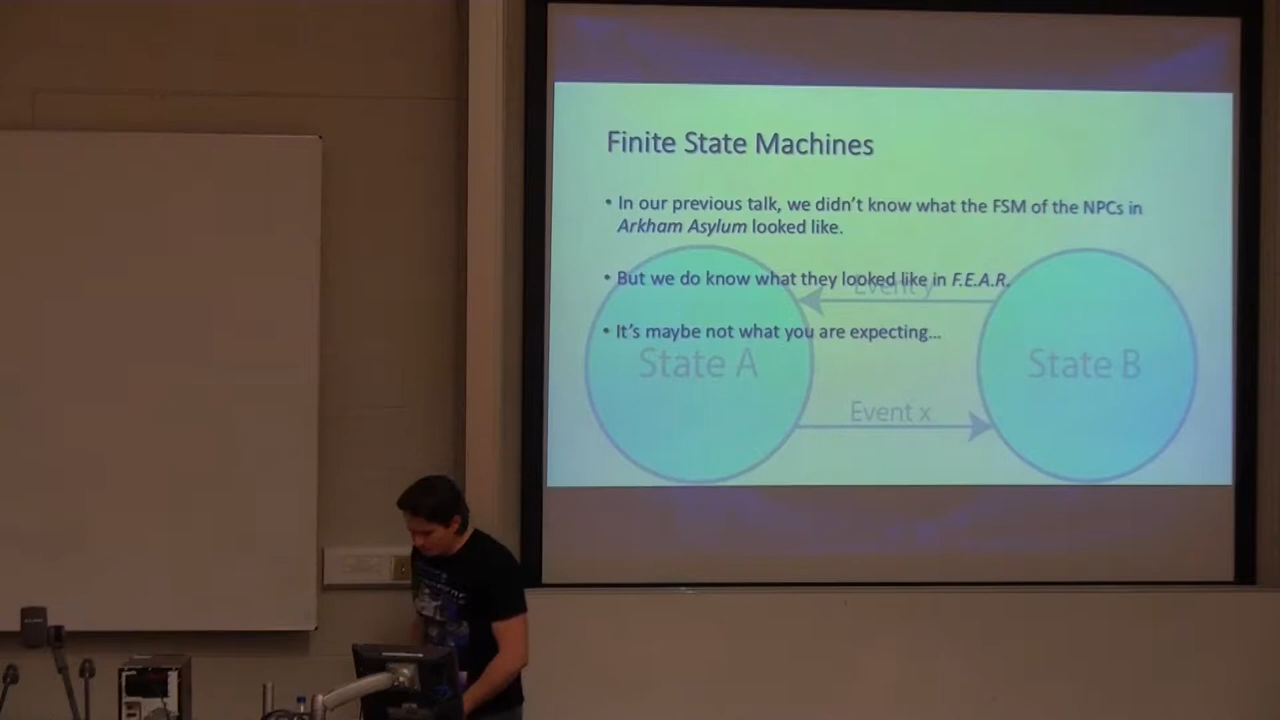 Finite State Machines
• In our previous talk, we didn't know what the FSM of the NPCs in
Arkham Asylum looked like.
• But we do know what they looked like in F.E.A.R.
Event y
• It's maybe not what you are expecting...
State A
State B
Event x